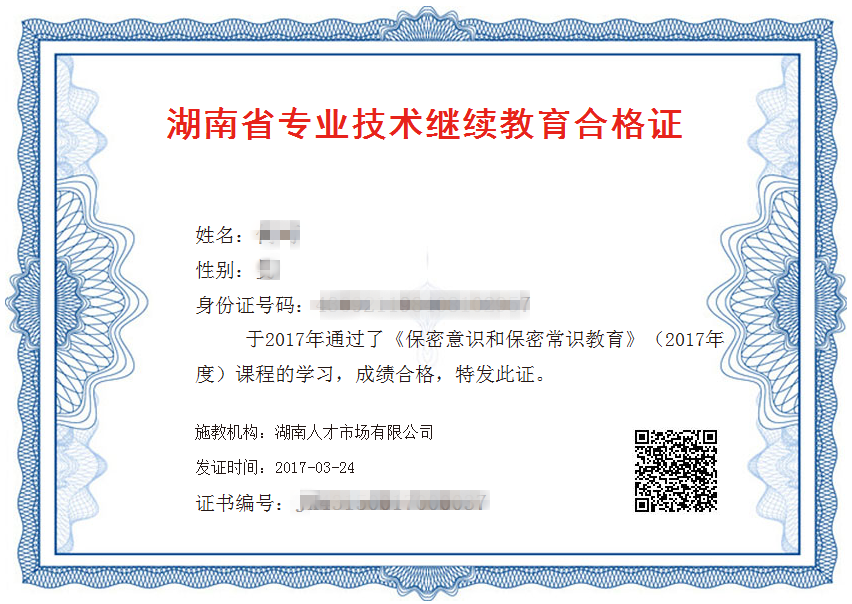 湖南省专业技术继续教育合格证
姓名：
性别：
身份证号码：
于2017年通过了《保密意识和保密常识教育》（2017年
度）课程的学习，成绩合格，特发此证。
施教机构：湖南人才市场有限公司
发证时间：2017-03-24
证书编号：